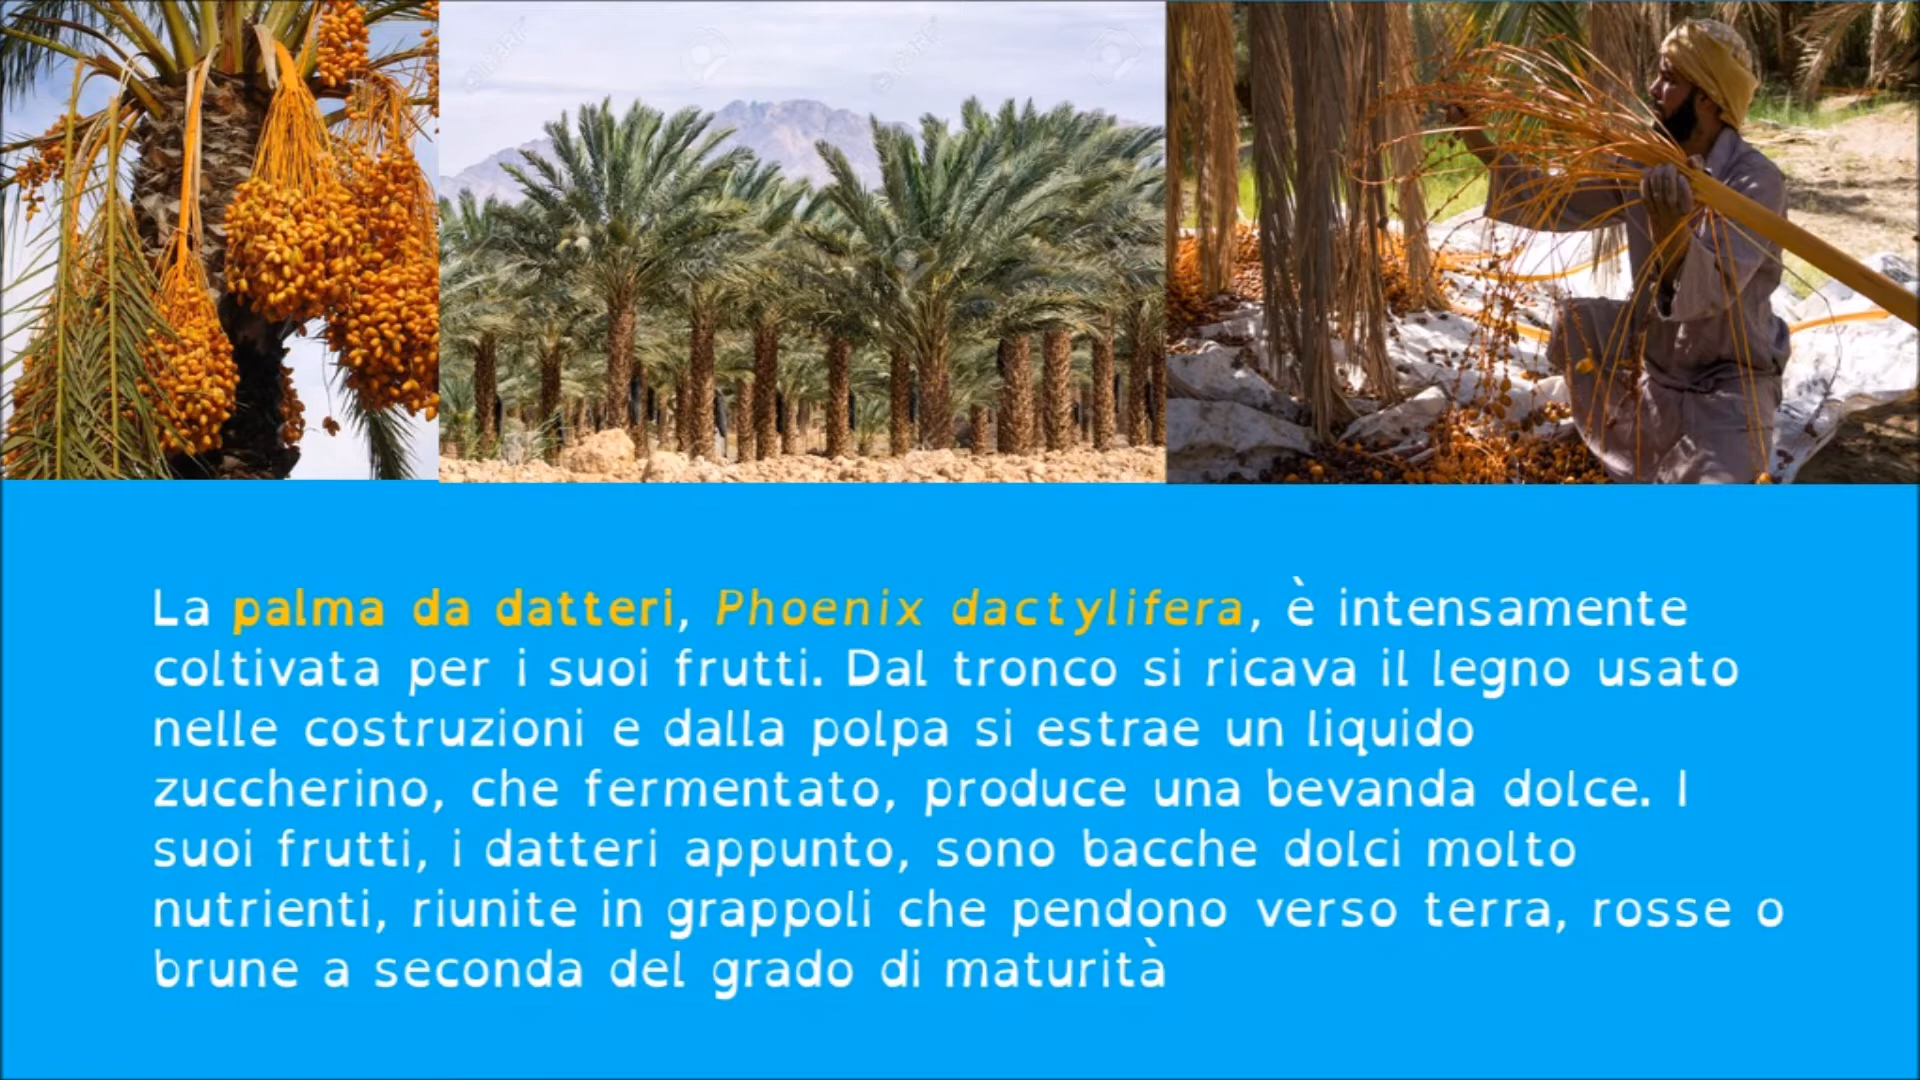 La palma da datteri, Phoenix dactylifera, è intensamente
coltivata per i suoi frutti. Dal tronco si ricava il legno usato
nelle costruzioni e dalla polpa si estrae un liquido
zuccherino, che fermentato, produce una bevanda dolce. I
suoi frutti, i datteri appunto, sono bacche dolci molto
nutrienti, riunite in grappoli che pendono verso terra, rosse o
brune a seconda del grado di maturità